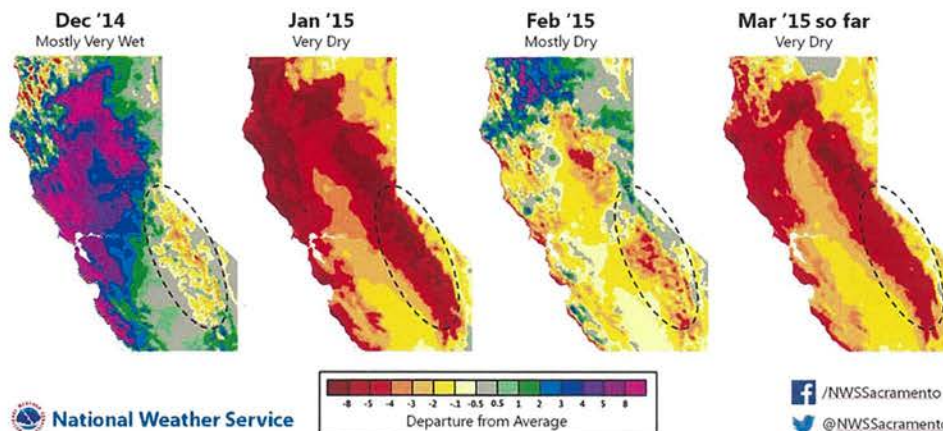 Dec '14
Mostly Very Wet
Jan '15
Very Dry
Feb '15
Mostly Dry
Mar '15 so far
Very Dry
National Weather Service
-8 -5 -4 -3 -2 -.1 -0.5 0.5 1 2 3 4 5 8
Departure from Average
/NWSSacramento
@NWSSacramento